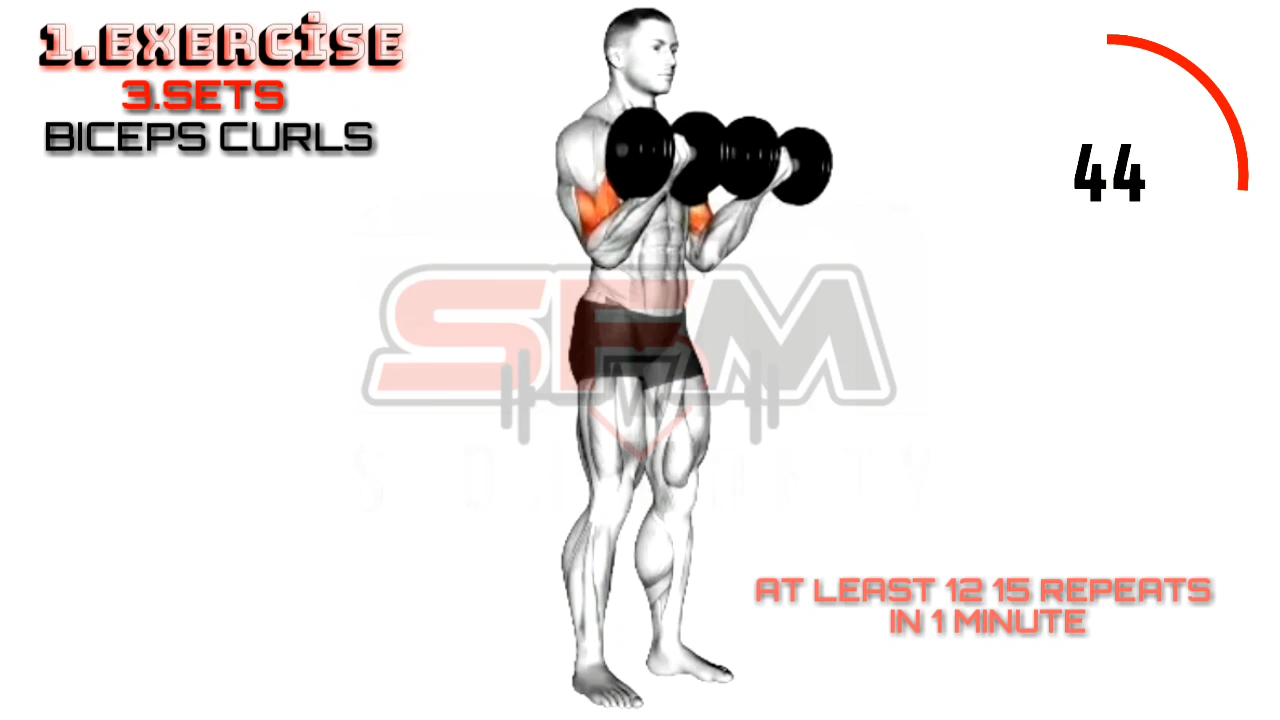 1.EXERCİSE
3.SETS
BICEPS CURLS
44
SFM
AT LEAST 12 15 REPEATS
IN 1 MINUTE